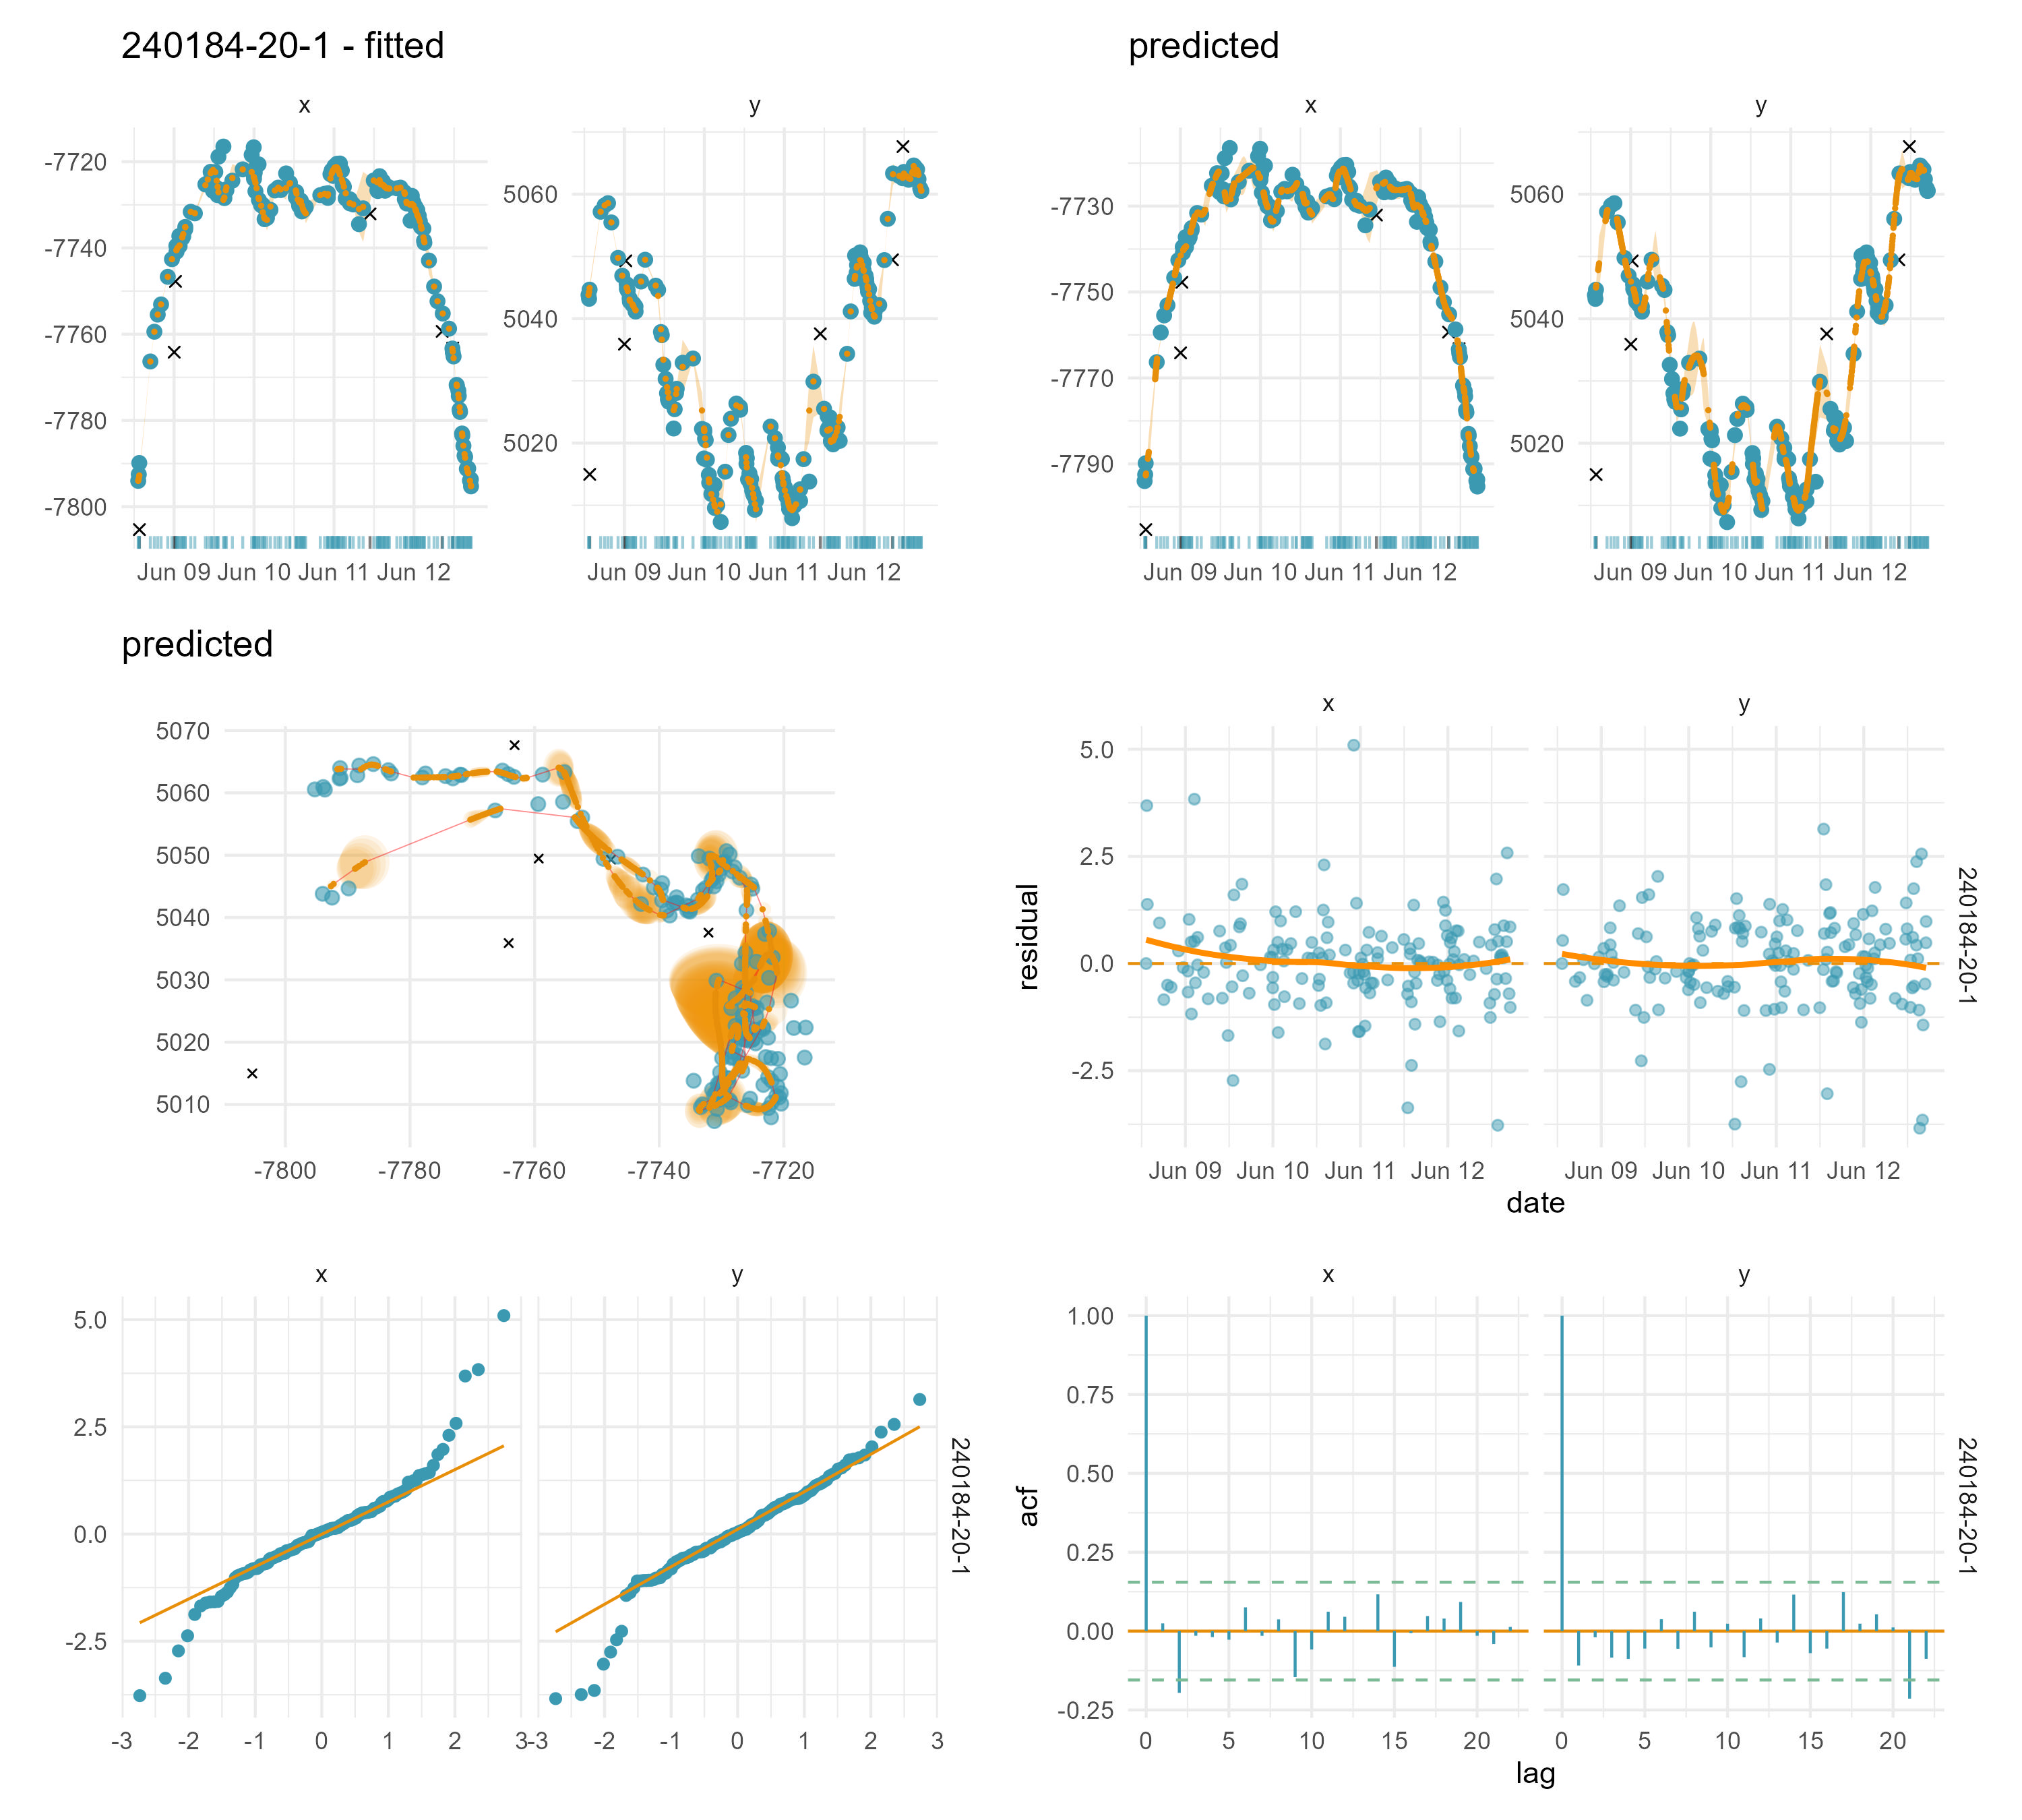 240184-20-1 - fitted
predicted
x
y
x
y
-7720
-7740
-7760
-7780
-7800
5060
5040
5020
-7730
-7750
-7770
-7790
5060
5040
5020
Jun 09 Jun 10 Jun 11 Jun 12
Jun 09 Jun 10 Jun 11 Jun 12
Jun 09 Jun 10 Jun 11 Jun 12
Jun 09 Jun 10 Jun 11 Jun 12
predicted
5070
5060
5050
5040
5030
5020
5010
-7800 -7780 -7760 -7740 -7720
x
y
residual
5.0
2.5
0.0
-2.5
240184-20-1
Jun 09 Jun 10 Jun 11 Jun 12
Jun 09 Jun 10 Jun 11 Jun 12
date
x
y
5.0
2.5
0.0
-2.5
240184-20-1
-3 -2 -1 0 1 2 3
-3 -2 -1 0 1 2 3
x
y
acf
1.00
0.75
0.50
0.25
0.00
-0.25
240184-20-1
0 5 10 15 20
0 5 10 15 20
lag